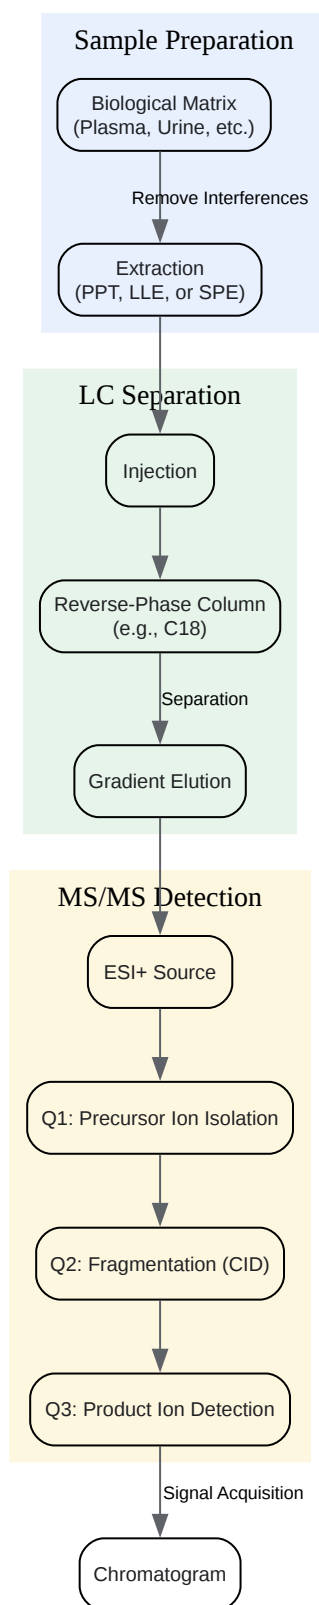 Sample Preparation
Biological Matrix
(Plasma, Urine, etc.)
Remove Interferences
Extraction
(PPT, LLE, or SPE)
LC Separation
Injection
Reverse-Phase Column
(e.g., C18)
Separation
Gradient Elution
MS/MS Detection
ESI+ Source
Q1: Precursor Ion Isolation
Q2: Fragmentation (CID)
Q3: Product Ion Detection
Signal Acquisition
Chromatogram